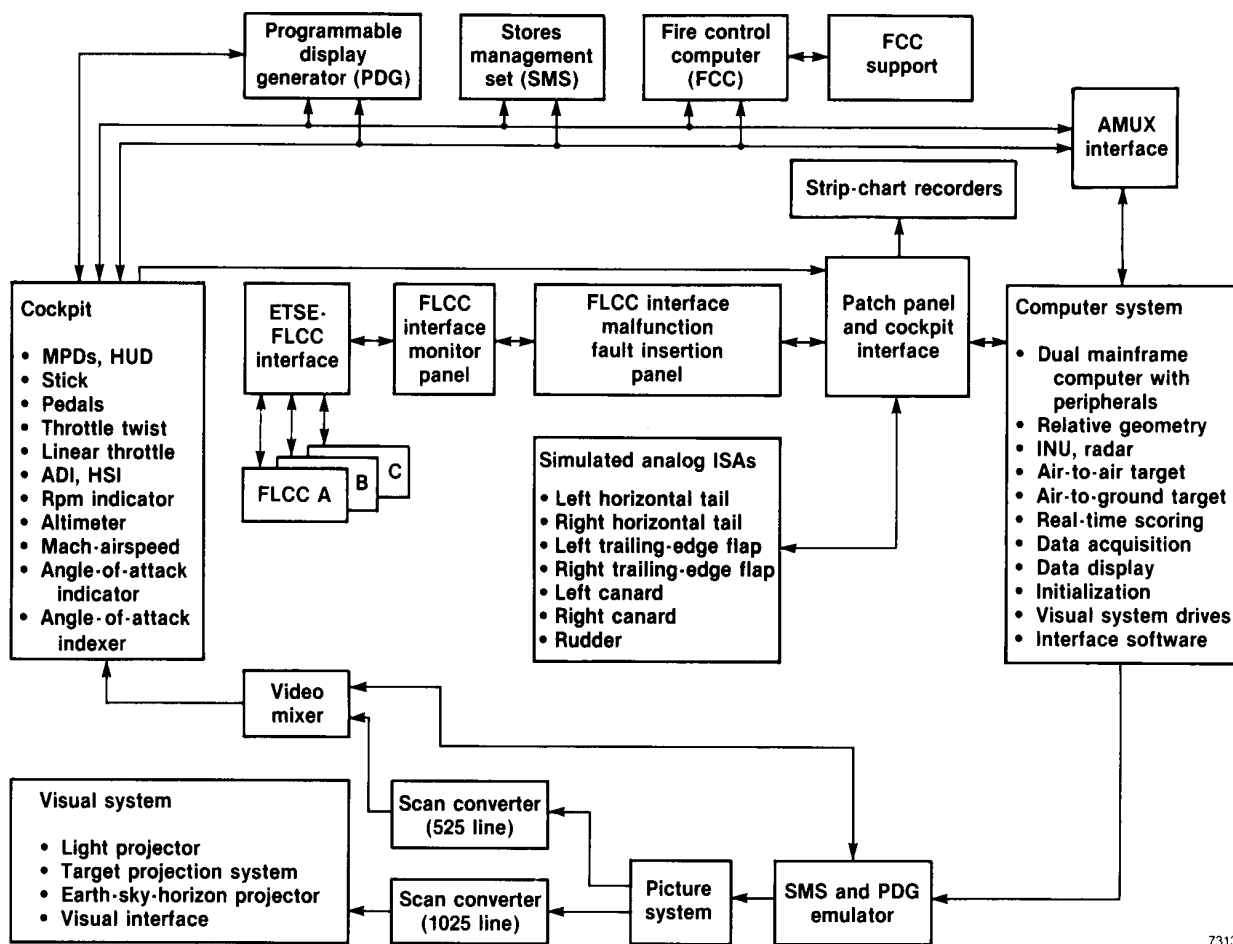 Programmable
display
generator (PDG)
Stores
management
set (SMS)
Fire control
computer
(FCC)
FCC
support
AMUX
interface
Strip-chart recorders
Cockpit
• MPDs, HUD
• Stick
• Pedals
• Throttle twist
• Linear throttle
• ADI, HSI
• Rpm indicator
• Altimeter
• Mach-airspeed
• Angle-of-attack
indicator
• Angle-of-attack
indexer
ETSE-
FLCC
interface
FLCC
interface
monitor
panel
FLCC interface
malfunction
fault insertion
panel
Patch panel
and cockpit
interface
Computer system
• Dual mainframe
computer with
peripherals
• Relative geometry
• INU, radar
• Air-to-air target
• Air-to-ground target
• Real-time scoring
• Data acquisition
• Data display
• Initialization
• Visual system drives
• Interface software
FLCC A
B
C
Simulated analog ISAs
• Left horizontal tail
• Right horizontal tail
• Left trailing-edge flap
• Right trailing-edge flap
• Left canard
• Right canard
• Rudder
Video
mixer
Visual system
• Light projector
• Target projection system
• Earth-sky-horizon projector
• Visual interface
Scan converter
(525 line)
Scan converter
(1025 line)
Picture
system
SMS and PDG
emulator